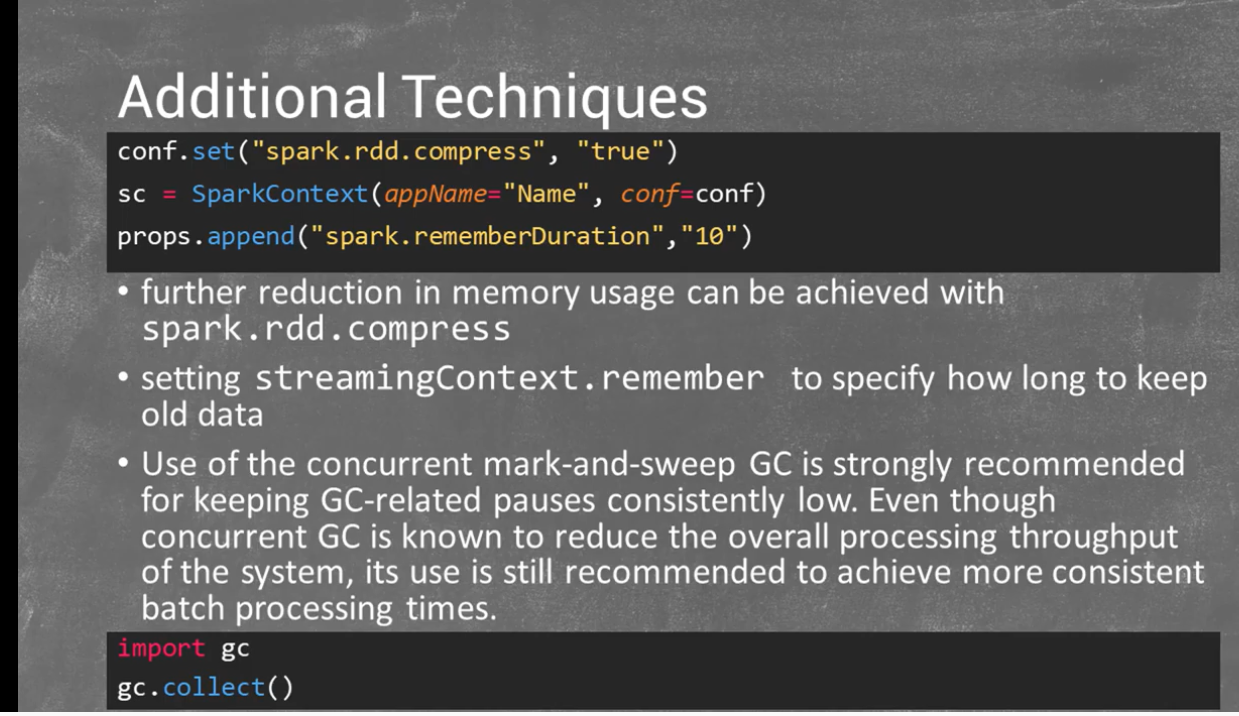 Additional Techniques
conf.set("spark.rdd.compress", "true")
sc = SparkContext(appName="Name", conf=conf)
props.append("spark.rememberDuration","10")
• further reduction in memory usage can be achieved with
spark.rdd.compress
• setting streamingContext.remember to specify how long to keep
old data
• Use of the concurrent mark-and-sweep GC is strongly recommended
for keeping GC-related pauses consistently low. Even though
concurrent GC is known to reduce the overall processing throughput
of the system, its use is still recommended to achieve more consistent
batch processing times.
import gc
gc.collect()